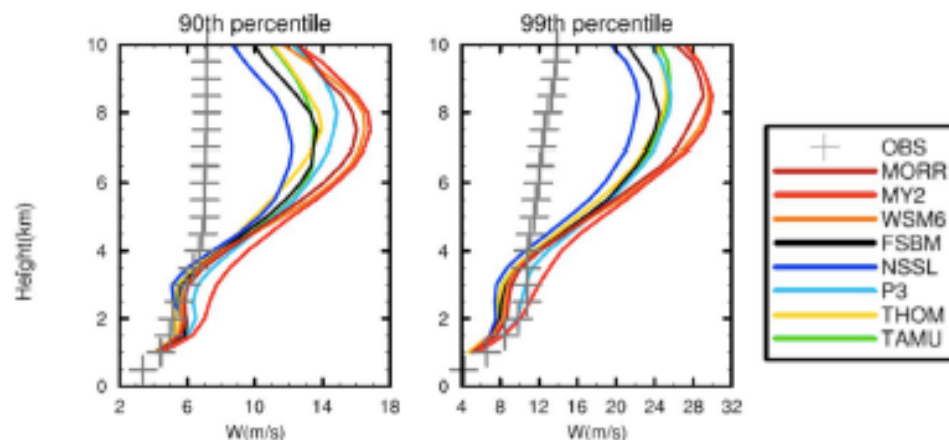 90th percentile
99th percentile
10
8
6
4
2
0
Height(km)
2
6
10
14
18
W(m/s)
10
8
6
4
2
0
4
8
12
16
20
24
28
32
W(m/s)
OBS
MORR
MY2
WSM6
FSBM
NSSL
P3
THOM
TAMU